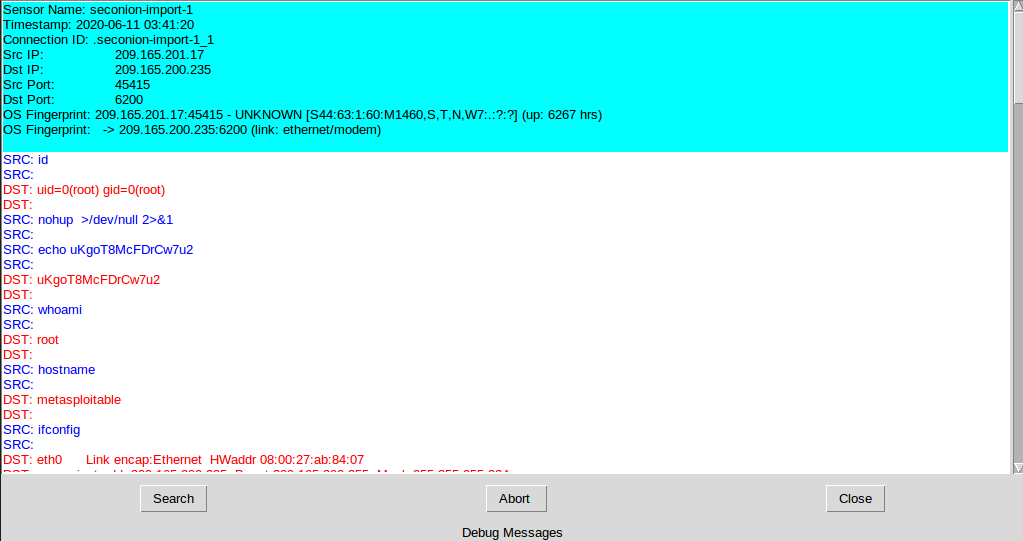 Sensor Name: seconion-import-1
Timestamp: 2020-06-11 03:41:20
Connection ID: .seconion-import-1_1
Src IP: 209.165.201.17
Dst IP: 209.165.200.235
Src Port: 45415
Dst Port: 6200
OS Fingerprint: 209.165.201.17:45415 - UNKNOWN [S44:63:1:60:M1460,S,T,N,W7:.:?:?] (up: 6267 hrs)
OS Fingerprint: -> 209.165.200.235:6200 (link: ethernet/modem)
SRC: id
SRC:
DST: uid=0(root) gid=0(root)
DST:
SRC: nohup >/dev/null 2>&1
SRC:
SRC: echo uKgoT8McFDrCw7u2
SRC:
DST: uKgoT8McFDrCw7u2
DST:
SRC: whoami
SRC:
DST: root
DST:
SRC: hostname
SRC:
DST: metasploitable
DST:
SRC: ifconfig
SRC:
DST: eth0 Link encap:Ethernet HWaddr 08:00:27:ab:84:07
Search Abort Close
Debug Messages